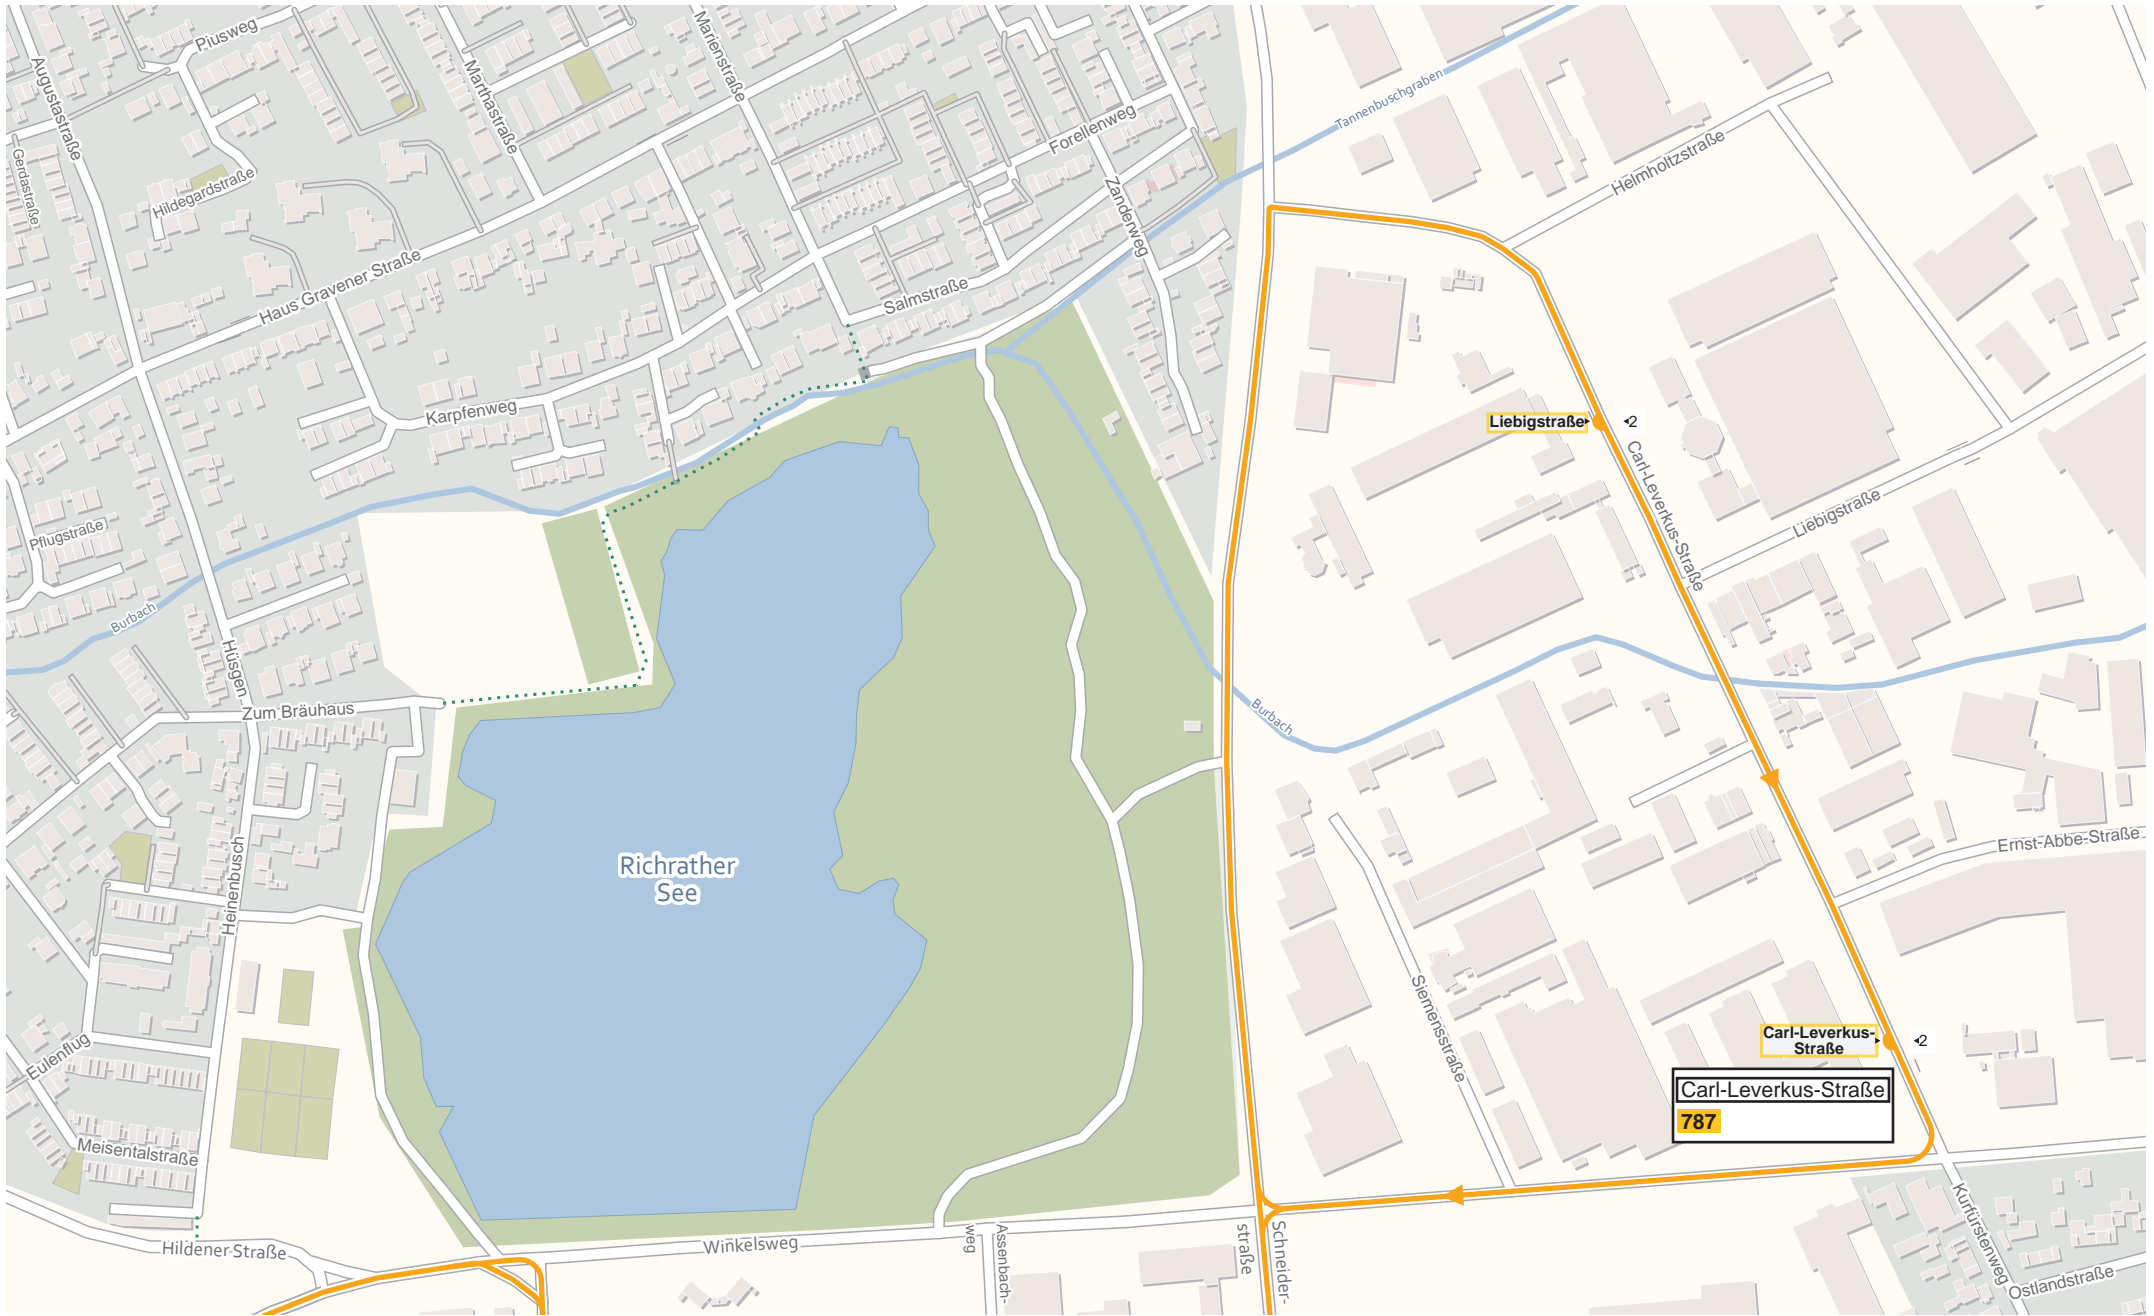 Piusweg
Augustastraße
Marthastraße
Marienstraße
Gerdastraße
Hildegardstraße
Haus Gravener Straße
Forellenweg
Zanderweg
Salmstraße
Karpfenweg
Tannenbuschgraben
Helmholtzstraße
Liebigstraße
2
Carl-Leverkus-Straße
Liebigstraße
Pflugstraße
Burbach
Hüsgen
Zum Bräuhaus
Burbach
Richrather
See
Heinenbusch
Ernst-Abbe-Straße
Siemensstraße
Eulenflug
Meisentalstraße
Carl-Leverkus-
Straße
2
Carl-Leverkus-Straße
787
Hildener Straße
Winkelsweg
Assenbach-
weg
Schneider-
straße
Kurfürstenweg
Ostlandstraße